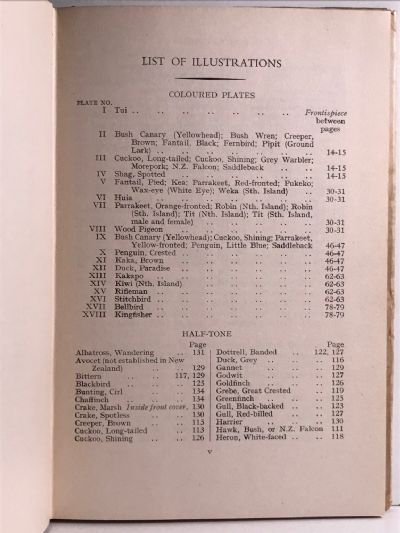 LIST OF ILLUSTRATIONS
COLOURED PLATES
PLATE NO.
I Tui .. .. .. .. .. .. .. Frontispiece
between
pages
II Bush Canary (Yellowhead); Bush Wren; Creeper,
Brown; Fantail, Black; Fernbird; Pipit (Ground
Lark) .. .. .. .. .. .. .. 14-15
III Cuckoo, Long-tailed; Cuckoo, Shining; Grey Warbler;
Morepork; N.Z. Falcon; Saddleback .. .. 14-15
IV Shag, Spotted .. .. .. .. .. .. 14-15
V Fantail, Pied; Kea; Parrakeet, Red-fronted; Pukeko;
Wax-eye (White Eye); Weka (Sth. Island) .. .. 30-31
VI Huia .. .. .. .. .. .. .. 30-31
VII Parrakeet, Orange-fronted; Robin (Nth. Island); Robin
(Sth. Island); Tit (Nth. Island); Tit (Sth. Island,
male and female) .. .. .. .. .. 30-31
VIII Wood Pigeon .. .. .. .. .. .. 30-31
IX Bush Canary (Yellowhead); Cuckoo, Shining; Parrakeet,
Yellow-fronted; Penguin, Little Blue; Saddleback 46-47
X Penguin, Crested .. .. .. .. .. .. 46-47
XI Kaka, Brown .. .. .. .. .. .. 46-47
XII Duck, Paradise .. .. .. .. .. .. 46-47
XIII Kakapo .. .. .. .. .. .. .. 62-63
XIV Kiwi (Nth. Island) .. .. .. .. .. 62-63
XV Rifleman .. .. .. .. .. .. .. 62-63
XVI Stitchbird .. .. .. .. .. .. .. 62-63
XVII Bellbird .. .. .. .. .. .. .. 78-79
XVIII Kingfisher .. .. .. .. .. .. .. 78-79
HALF-TONE
Page
Albatross, Wandering .. 131
Avocet (not established in New
Zealand) .. .. 129
Bittern .. .. 117, 129
Blackbird .. .. 125
Bunting, Cirl .. .. 134
Chaffinch .. .. 134
Crake, Marsh Inside front cover, 130
Crake, Spotless .. .. 130
Creeper, Brown .. .. 115
Cuckoo, Long-tailed .. .. 113
Cuckoo, Shining .. .. 126
Page
Dottrell, Banded .. 122, 127
Duck, Grey .. .. .. 116
Gannet .. .. .. 129
Godwit .. .. .. 127
Goldfinch .. .. .. 126
Grebe, Great Crested .. 119
Greenfinch .. .. .. 125
Gull, Black-backed .. .. 123
Gull, Red-billed .. .. 127
Harrier .. .. .. 130
Hawk, Bush, or N.Z. Falcon 111
Heron, White-faced .. .. 118
v